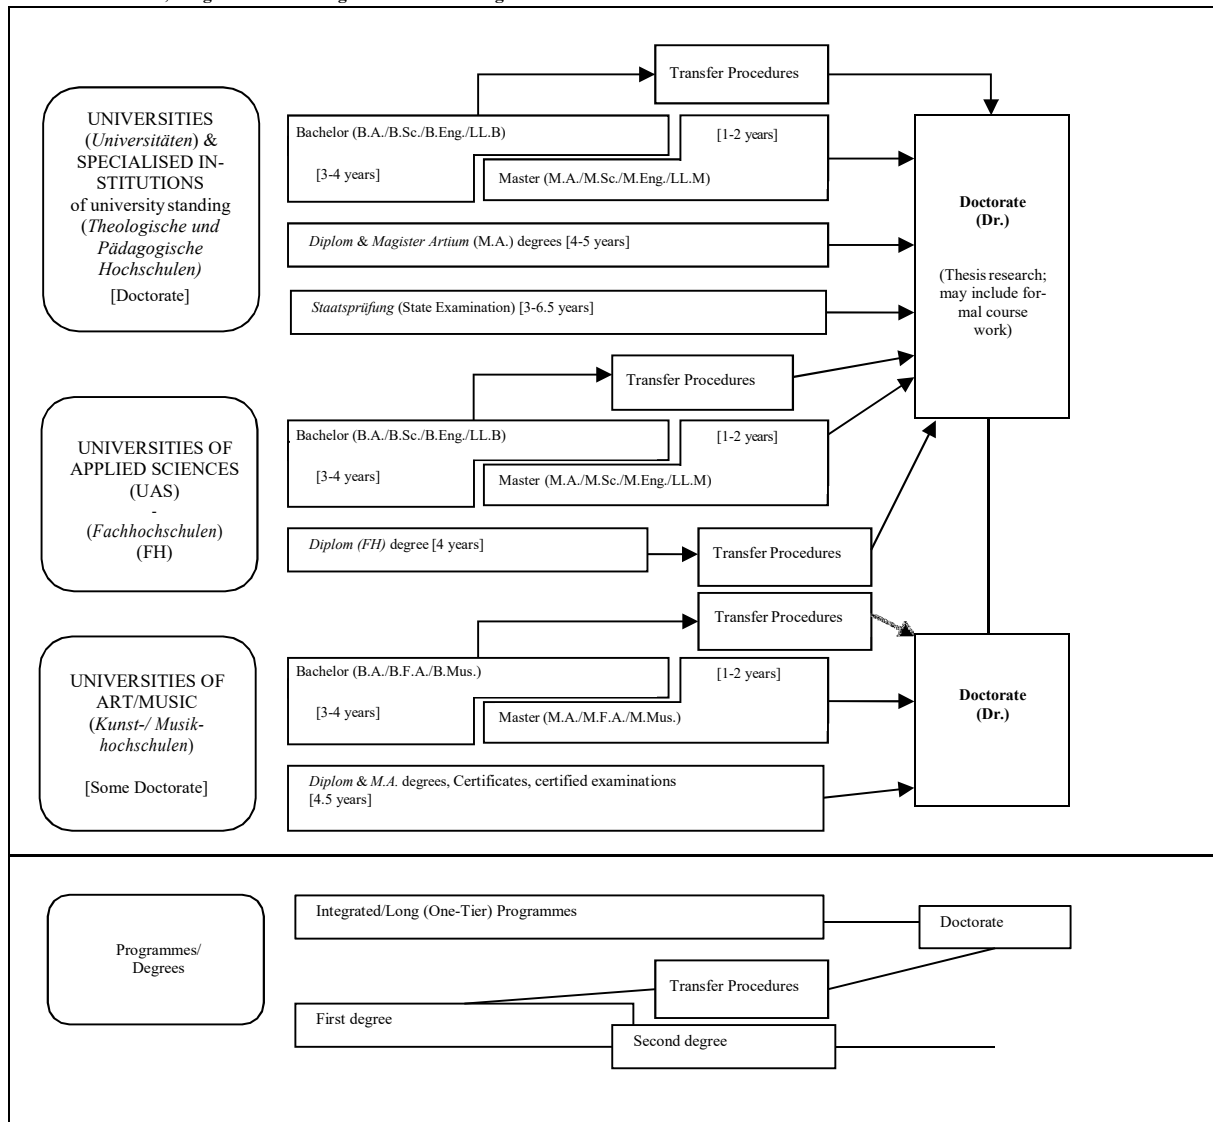 Transfer Procedures
UNIVERSITIES
(Universitäten) &
SPECIALISED IN-
STITUTIONS
of university standing
(Theologische und
Pädagogische
Hochschulen)
[Doctorate]
Bachelor (B.A./B.Sc./B.Eng./LL.B)
[3-4 years]
[1-2 years]
Master (M.A./M.Sc./M.Eng./LL.M)
Diplom & Magister Artium (M.A.) degrees [4-5 years]
Staatsprüfung (State Examination) [3-6.5 years]
Doctorate
(Dr.)
(Thesis research;
may include for-
mal course
work)
Transfer Procedures
UNIVERSITIES OF
APPLIED SCIENCES
(UAS)
-
(Fachhochschulen)
(FH)
Bachelor (B.A./B.Sc./B.Eng./LL.B)
[3-4 years]
[1-2 years]
Master (M.A./M.Sc./M.Eng./LL.M)
Diplom (FH) degree [4 years]
Transfer Procedures
Transfer Procedures
UNIVERSITIES OF
ART/MUSIC
(Kunst-/ Musik-
hochschulen)
[Some Doctorate]
Bachelor (B.A./B.F.A./B.Mus.)
[3-4 years]
[1-2 years]
Master (M.A./M.F.A./M.Mus.)
Diplom & M.A. degrees, Certificates, certified examinations
[4.5 years]
Doctorate
(Dr.)
Programmes/
Degrees
Integrated/Long (One-Tier) Programmes
Doctorate
Transfer Procedures
First degree
Second degree